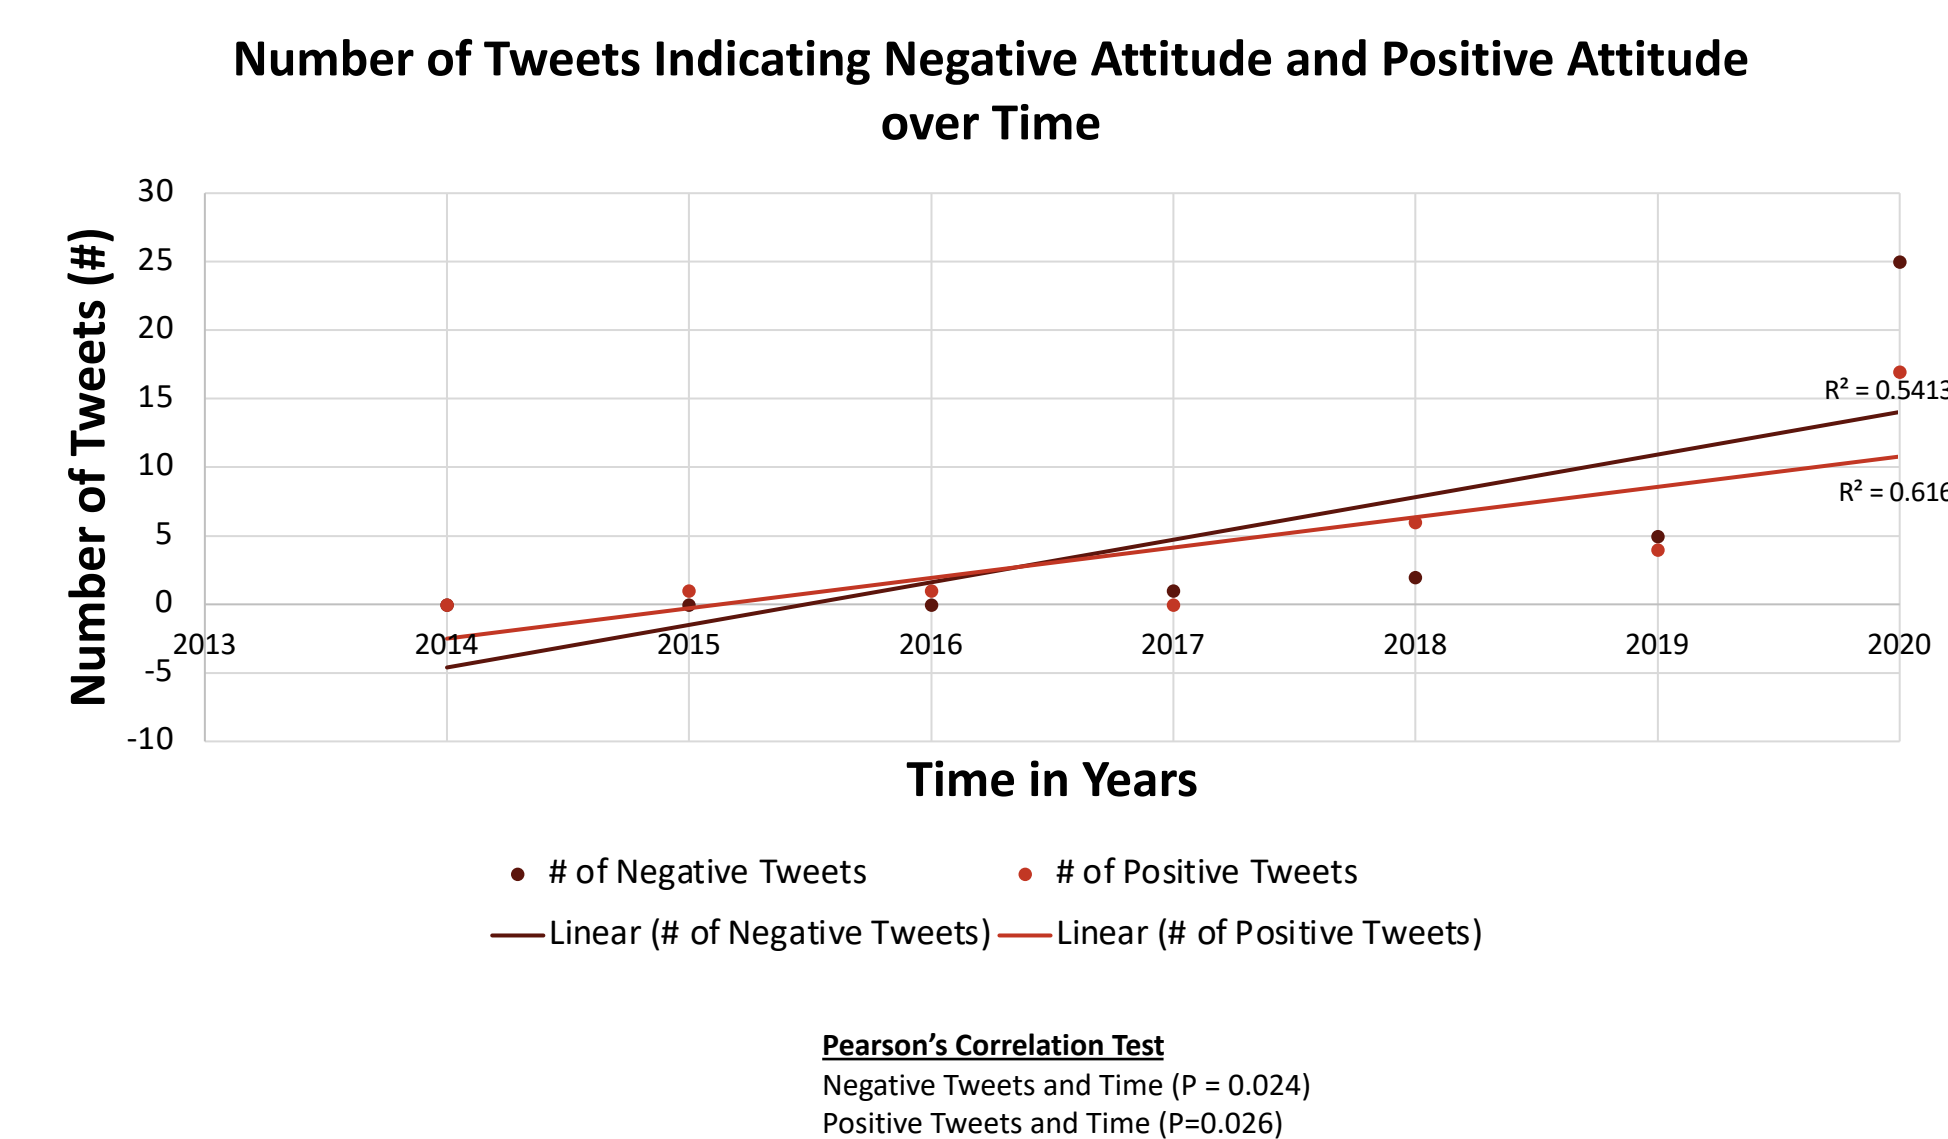 Number of Tweets Indicating Negative Attitude and Positive Attitude
over Time
Number of Tweets (#)
30
25
20
15
10
5
0
-5
-10
R² = 0.5413
R² = 0.616
2013 2014 2015 2016 2017 2018 2019 2020
Time in Years
# of Negative Tweets # of Positive Tweets
Linear (# of Negative Tweets) Linear (# of Positive Tweets)
Pearson’s Correlation Test
Negative Tweets and Time (P = 0.024)
Positive Tweets and Time (P=0.026)